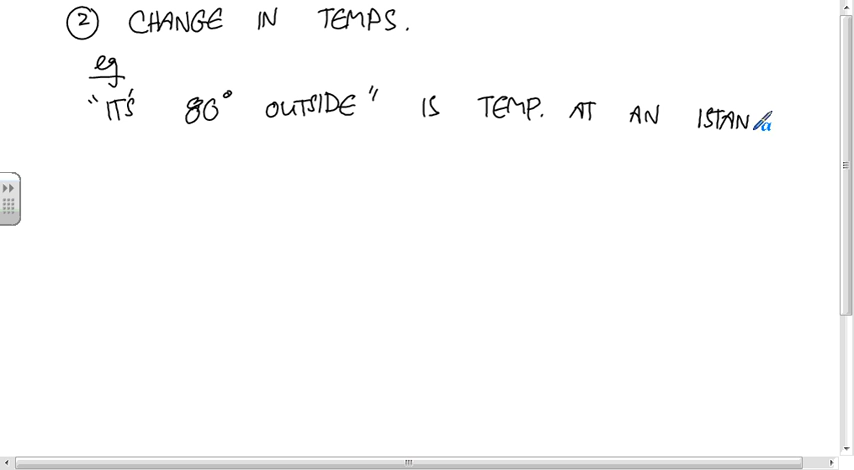 ② CHANGE IN TEMPS.
eg
"IT'S 80° OUTSIDE" IS TEMP. AT AN ISTAN